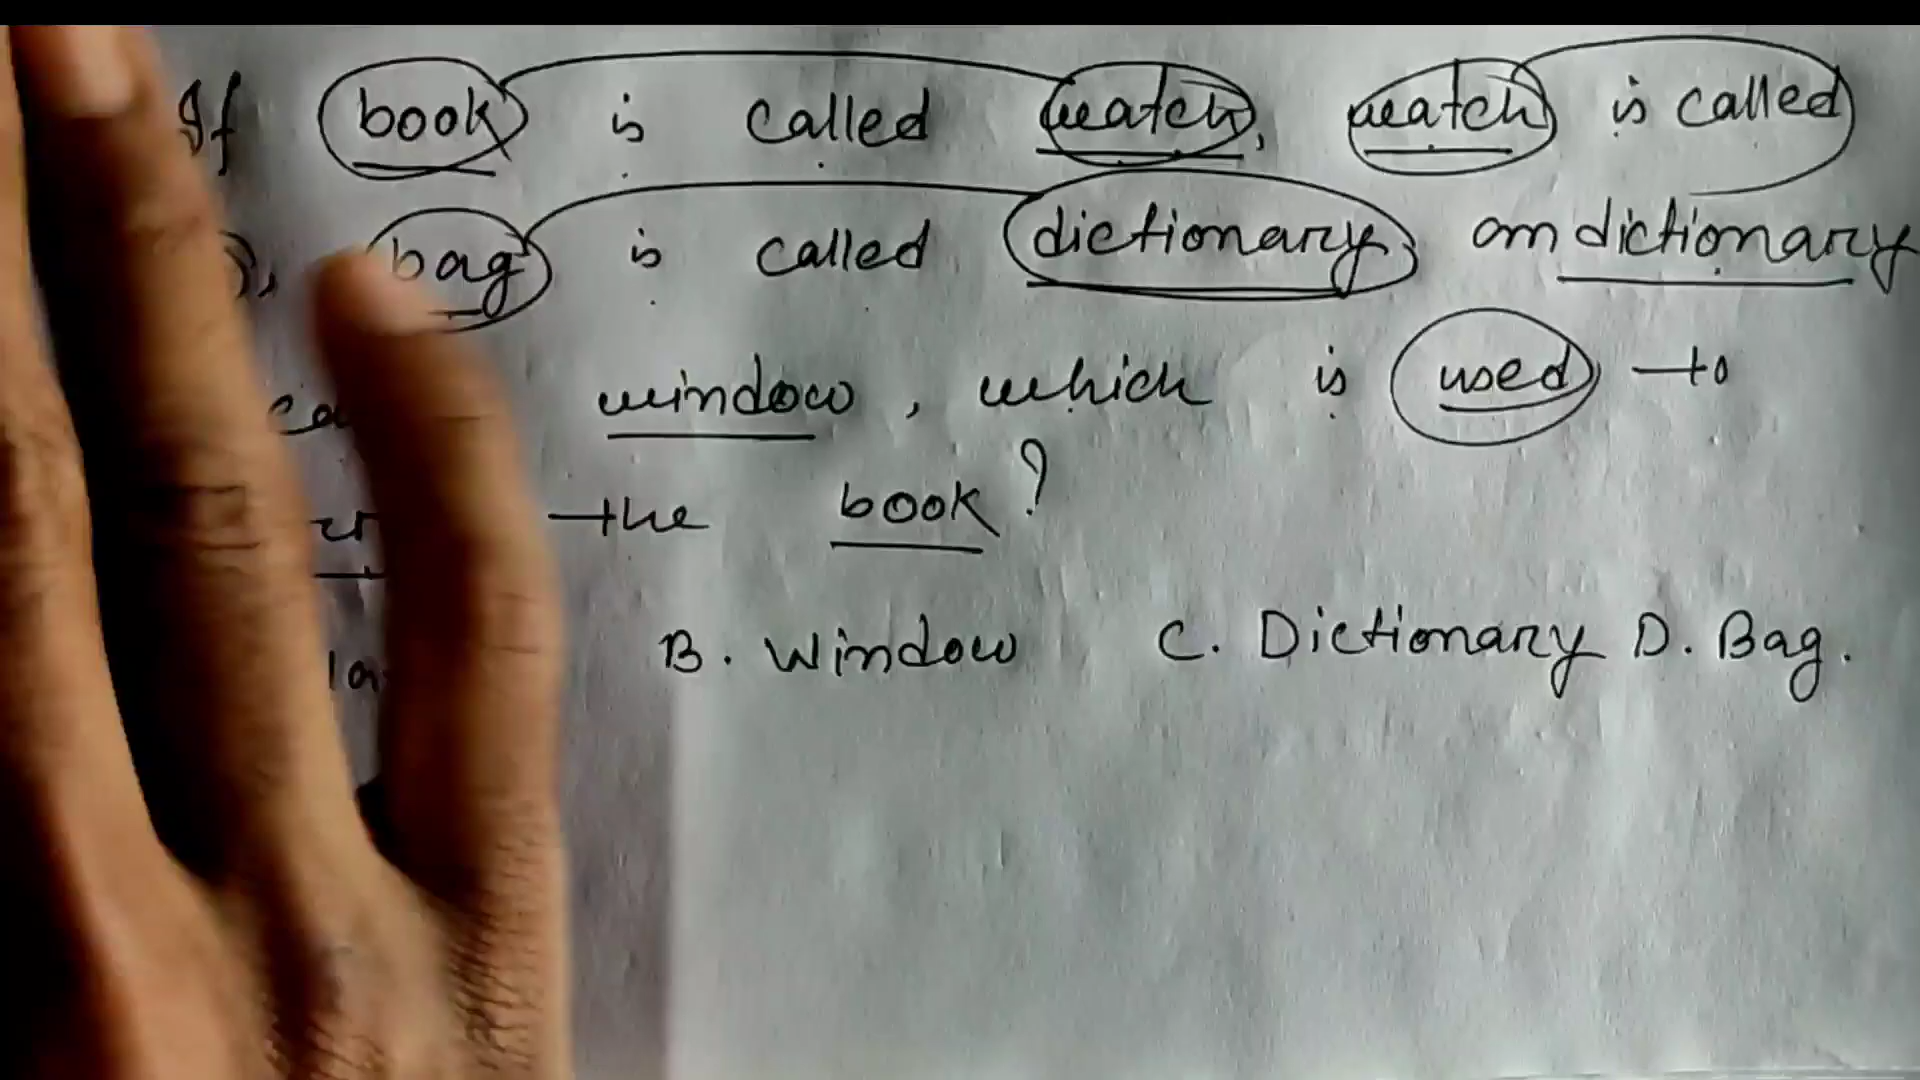 If book is called watch, watch is called
bag is called dictionary an dictionary
window, which is used to
the book?
B. Window C. Dictionary D. Bag.